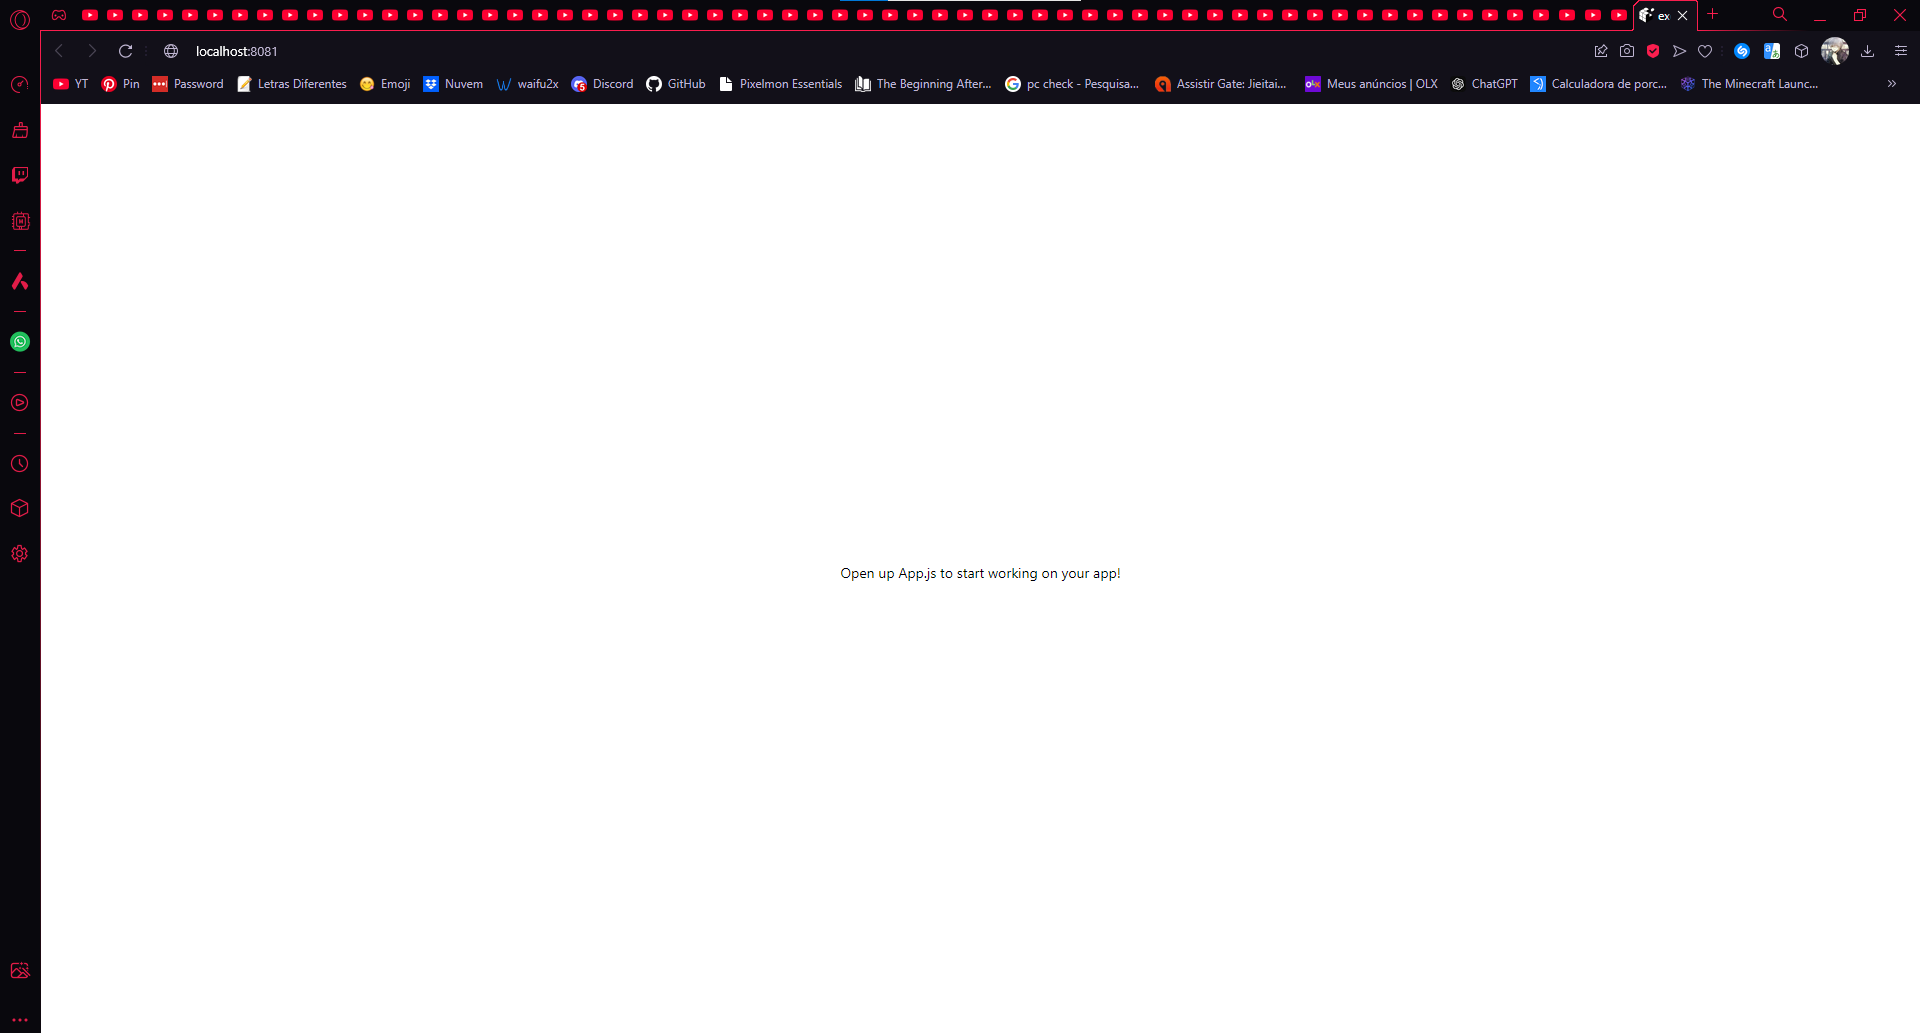 ex
localhost:8081
YT Pin Password Letras Diferentes Emoji Nuvem waifu2x Discord GitHub Pixelmon Essentials The Beginning After... pc check - Pesquisa... Assistir Gate: Jieitai... Meus anúncios | OLX ChatGPT Calculadora de porc... The Minecraft Launc...
Open up App.js to start working on your app!